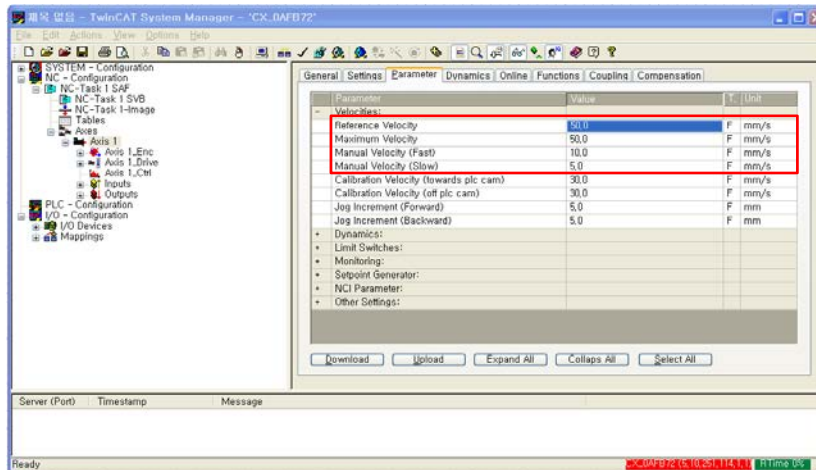 제목 없음 - TwinCAT System Manager - 'CX_0AFB72'
File Edit Actions View Options Help
SYSTEM - Configuration
NC - Configuration
NC-Task 1 SAF
NC-Task 1 SVB
NC-Task 1-Image
Tables
Axes
Axis 1
Axis 1_Enc
Axis 1_Drive
Axis 1_Ctrl
Inputs
Outputs
PLC - Configuration
I/O - Configuration
I/O Devices
Mappings
General Settings Parameter Dynamics Online Functions Coupling Compensation
Parameter Value T. Unit
- Velocities:
Reference Velocity 50,0 F mm/s
Maximum Velocity 50,0 F mm/s
Manual Velocity (Fast) 10,0 F mm/s
Manual Velocity (Slow) 5,0 F mm/s
Calibration Velocity (towards plc cam) 30,0 F mm/s
Calibration Velocity (off plc cam) 30,0 F mm/s
Jog Increment (Forward) 5,0 F mm
Jog Increment (Backward) 5,0 F mm
+ Dynamics:
+ Limit Switches:
+ Monitoring:
+ Setpoint Generator:
+ NCI Parameter:
+ Other Settings:
Download Upload Expand All Collaps All Select All
Server (Port) Timestamp Message
Ready CX_0AFB72 (5.10.251.114.1.1) RTime 0%